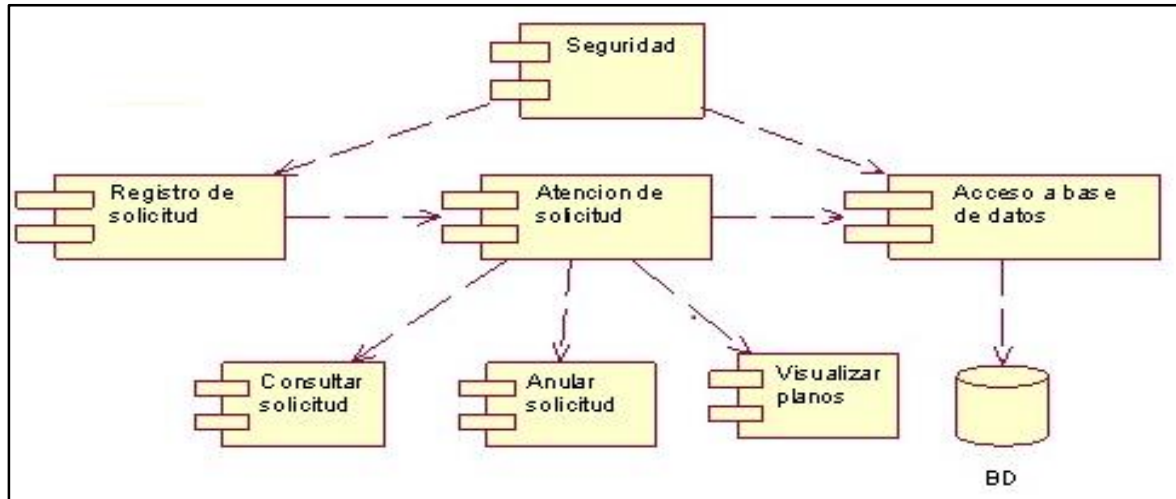 Seguridad
Registro de
solicitud
Atencion de
solicitud
Acceso a base
de datos
Consultar
solicitud
Anular
solicitud
Visualizar
planos
BD